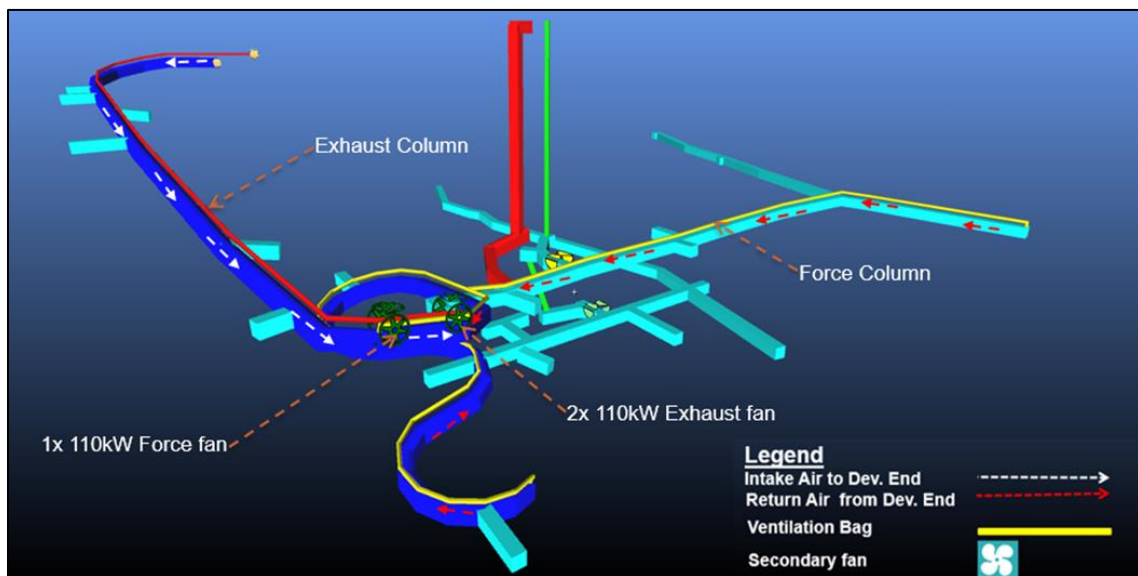 Exhaust Column
Force Column
2x 110kW Exhaust fan
1x 110kW Force fan
Legend
Intake Air to Dev. End
Return Air from Dev. End
Ventilation Bag
Secondary fan